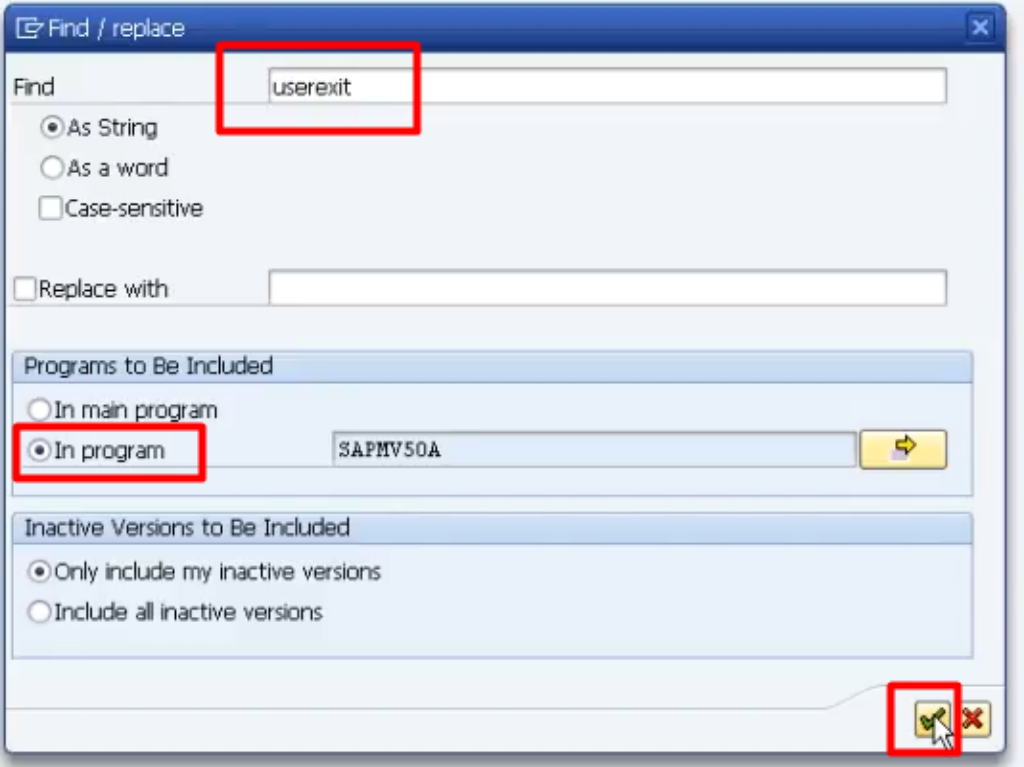 Find / replace
Find userexit
As String
As a word
Case-sensitive
Replace with
Programs to Be Included
In main program
In program SAPMV50A
Inactive Versions to Be Included
Only include my inactive versions
Include all inactive versions